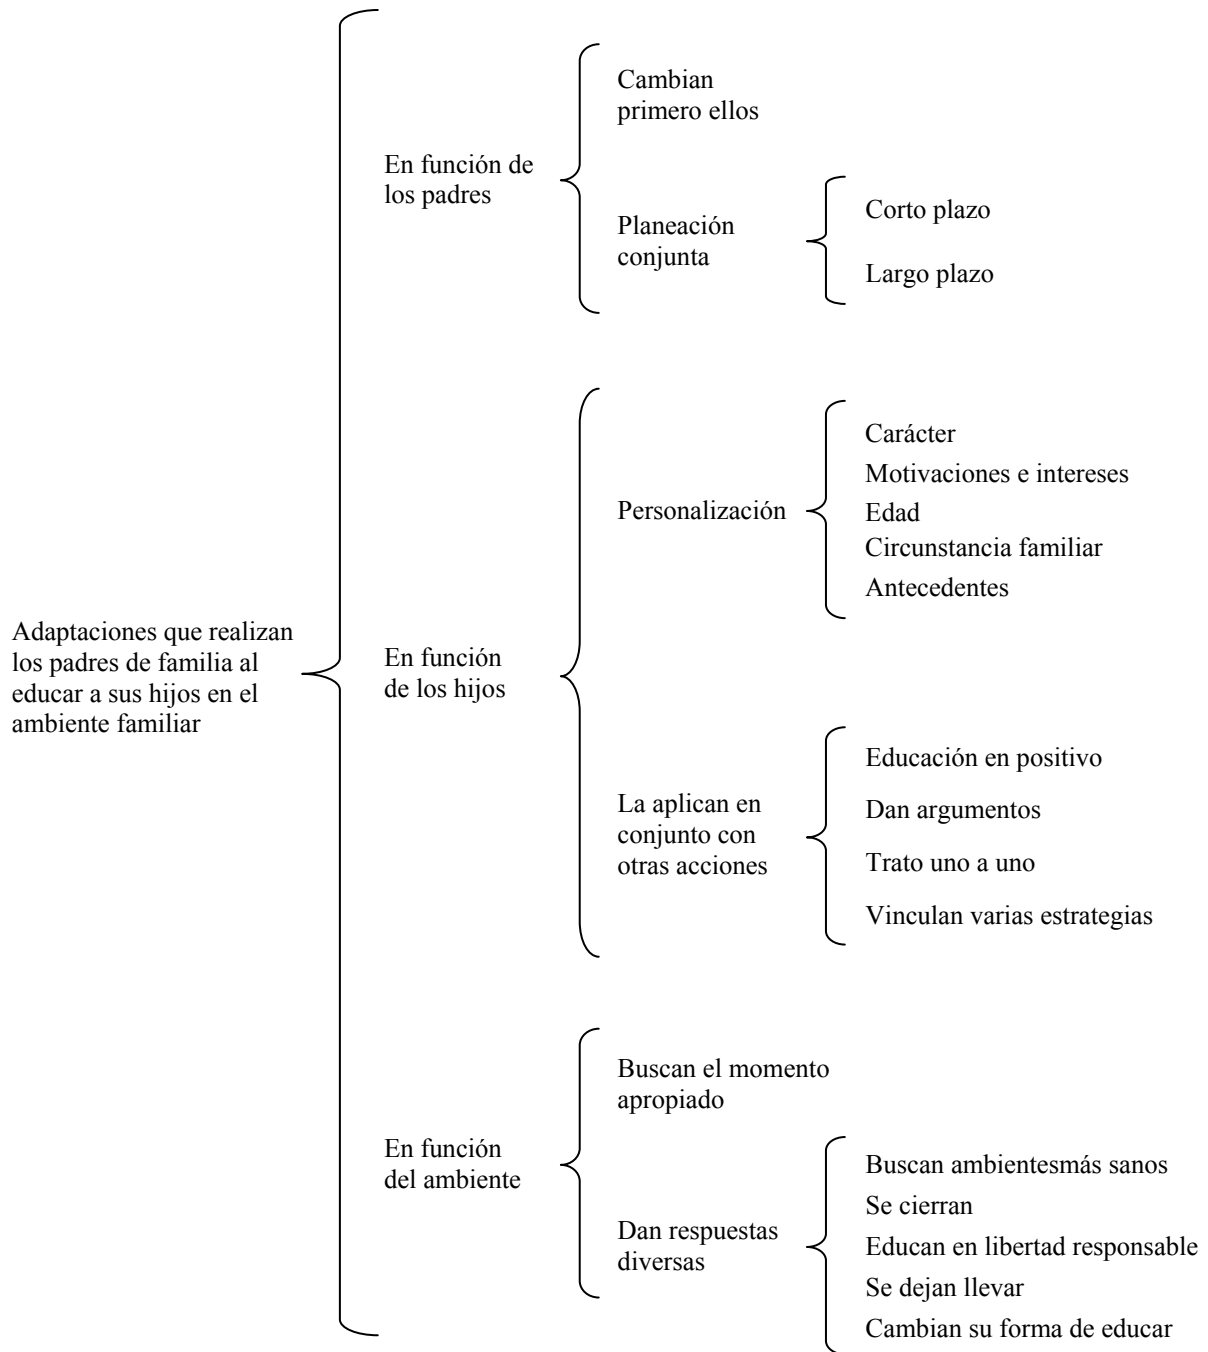 Cambian
primero ellos
En función de
los padres
Planeación
conjunta
Corto plazo
Largo plazo
Carácter
Motivaciones e intereses
Personalización
Edad
Circunstancia familiar
Antecedentes
Adaptaciones que realizan
los padres de familia al
educar a sus hijos en el
ambiente familiar
En función
de los hijos
La aplican en
conjunto con
otras acciones
Educación en positivo
Dan argumentos
Trato uno a uno
Vinculan varias estrategias
Buscan el momento
apropiado
En función
del ambiente
Dan respuestas
diversas
Buscan ambientesmás sanos
Se cierran
Educan en libertad responsable
Se dejan llevar
Cambian su forma de educar